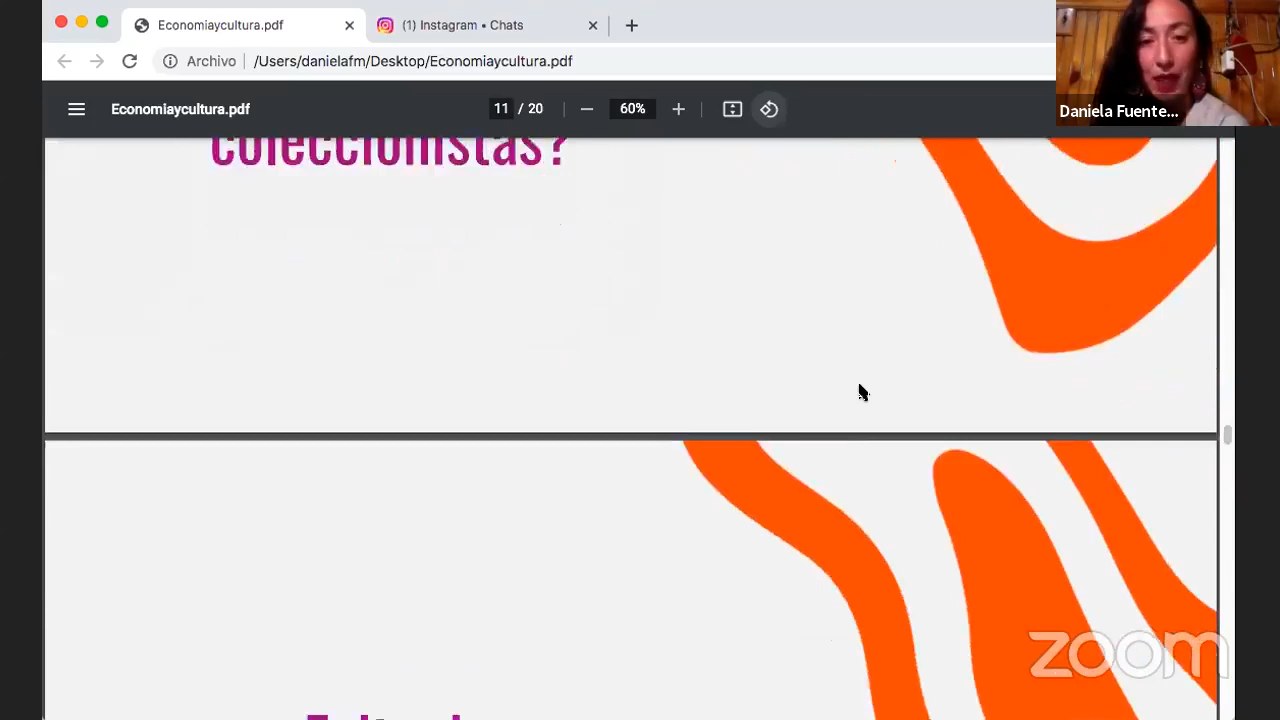 Economiaycultura.pdf
(1) Instagram • Chats
Archivo
/Users/danielafm/Desktop/Economiaycultura.pdf
Economiaycultura.pdf
11 / 20
60%
Daniela Fuente...
coleccionistas?
zoom